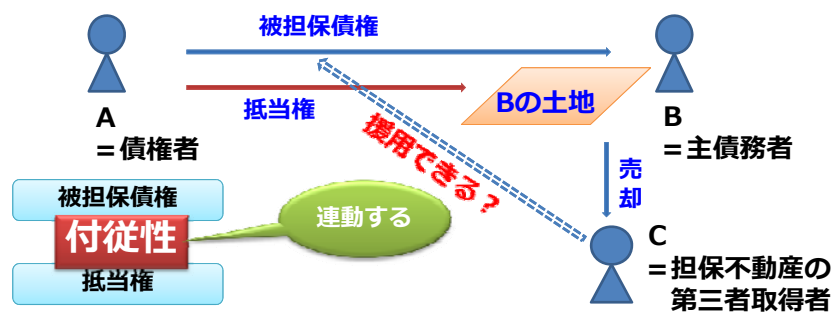 被担保債権
抵当権
Bの土地
A
＝債権者
B
＝主債務者
援用できる？
売却
C
＝担保不動産の
第三者取得者
被担保債権
付従性
抵当権
連動する